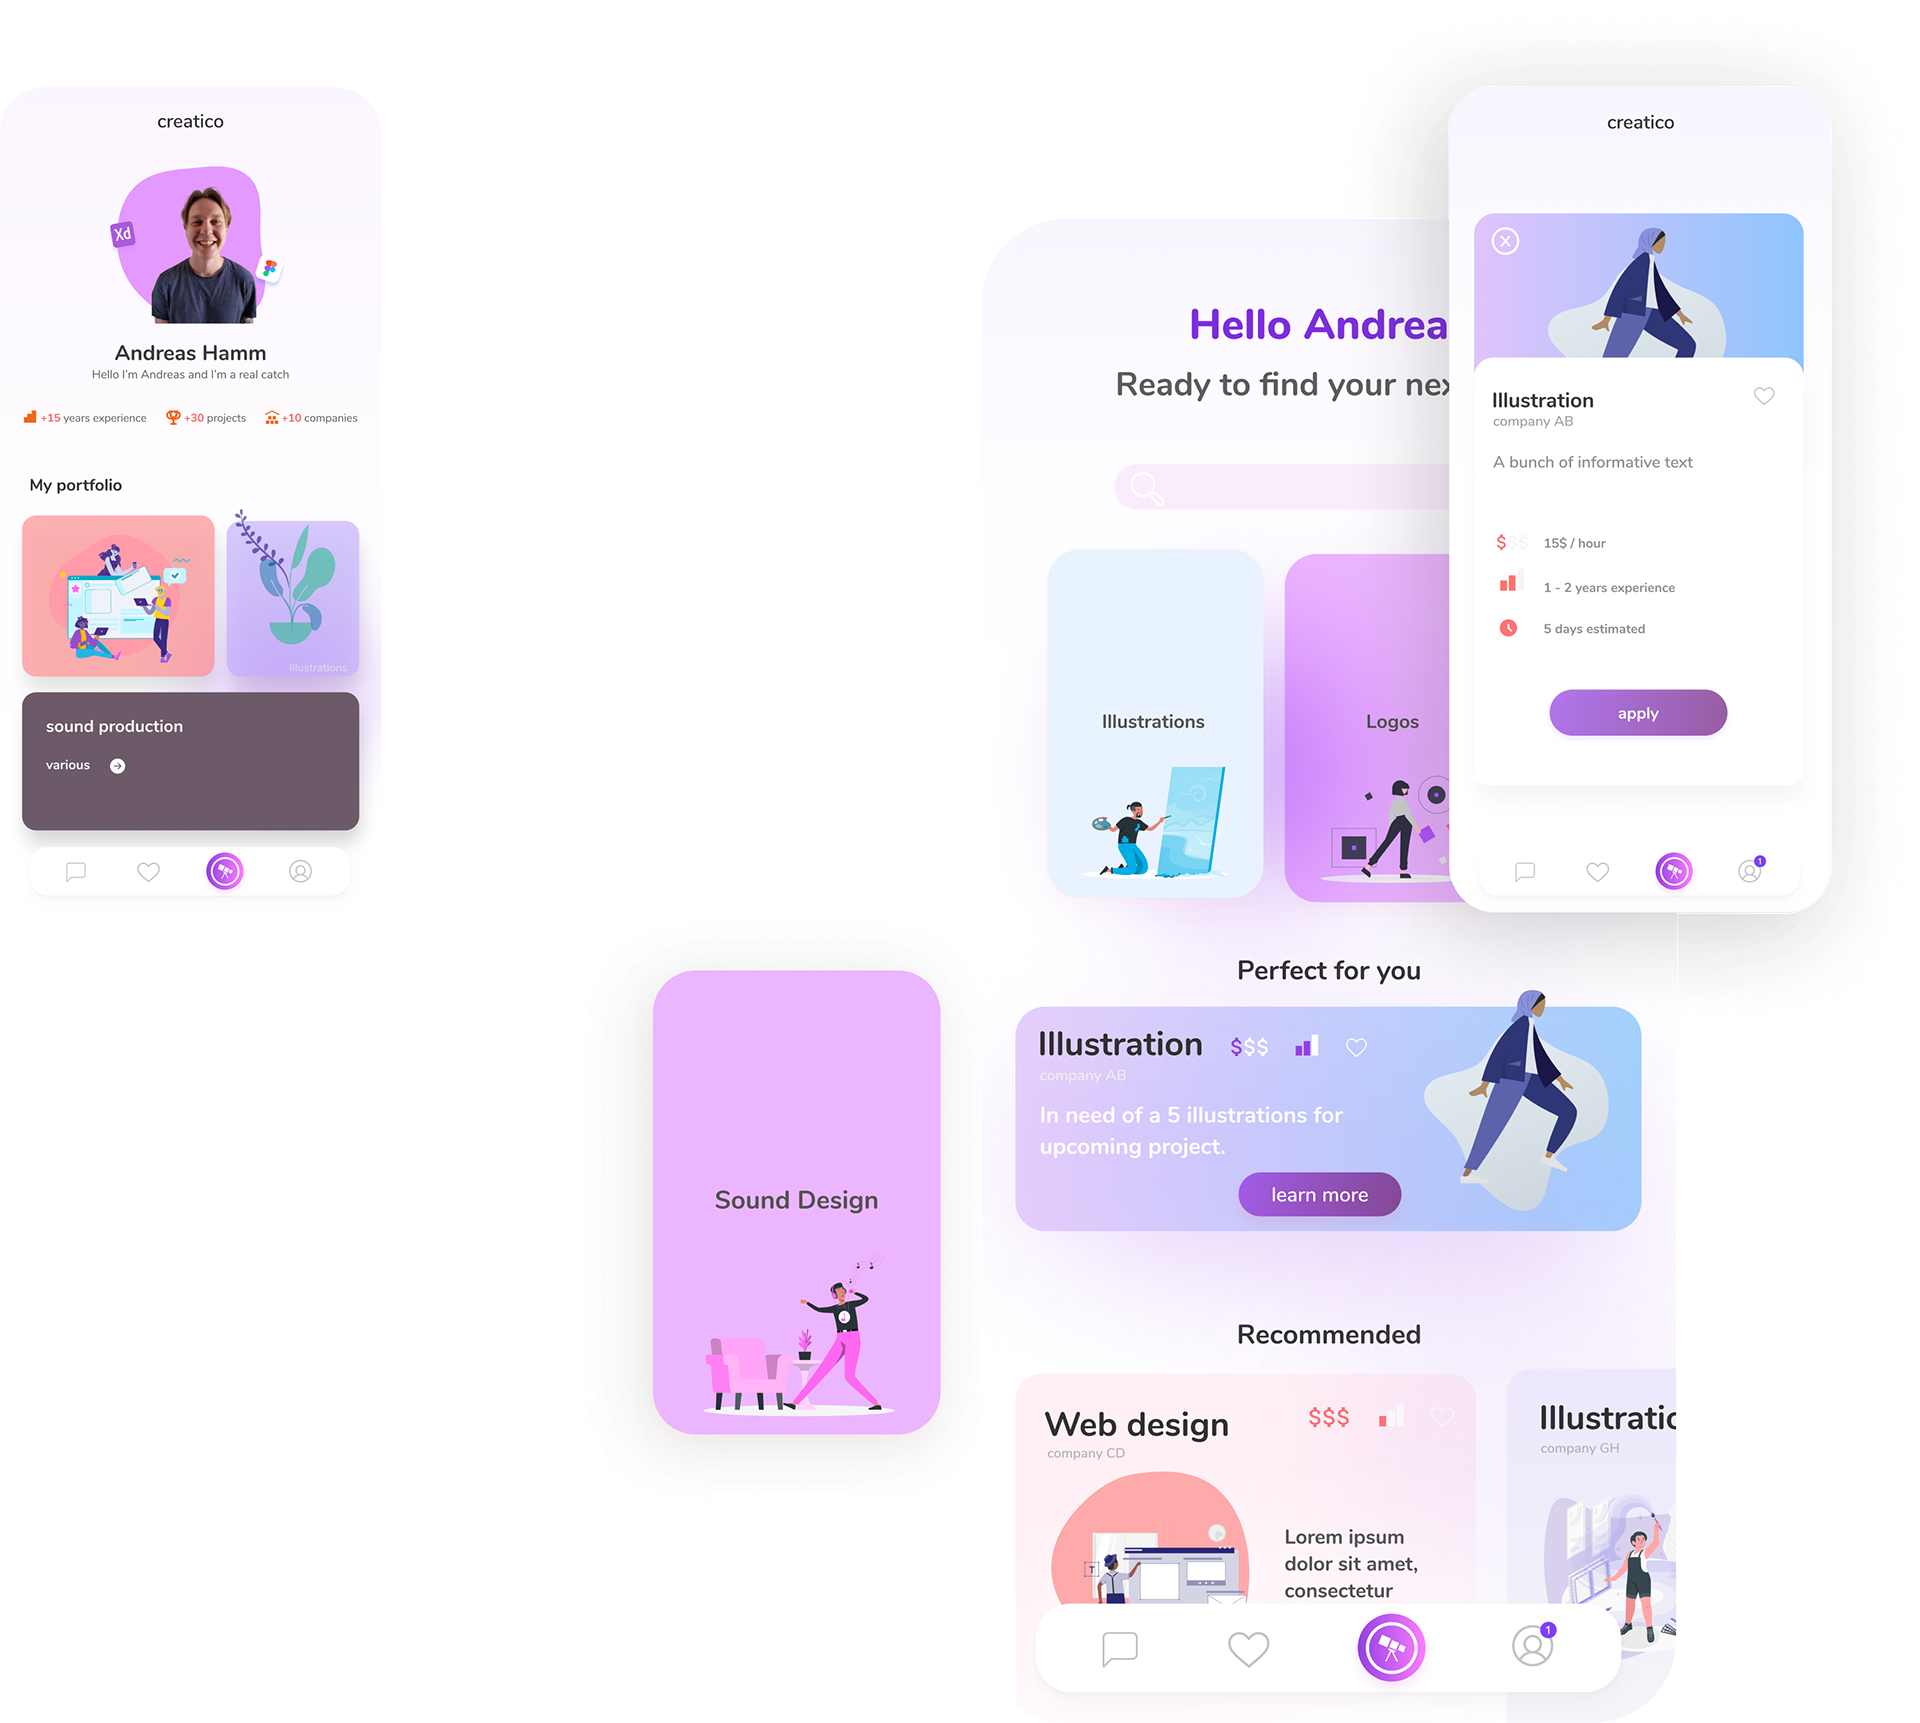 creatico
Xd
Andreas Hamm
Hello I'm Andreas and I'm a real catch
+15 years experience
+30 projects
+10 companies
My portfolio
Illustrations
sound production
various
Sound Design
Hello Andrea
Ready to find your
Illustrations
Logos
Perfect for you
Illustration
$$$
company AB
In need of a 5 illustrations for
upcoming project.
learn more
Recommended
Web design
$$$
company CD
T
Lorem ipsum
dolor sit amet,
consectetur
Illustratic
company GH
1
creatico
X
Illustration
company AB
A bunch of informative text
$$$
15$ / hour
1 - 2 years experience
5 days estimated
apply
1